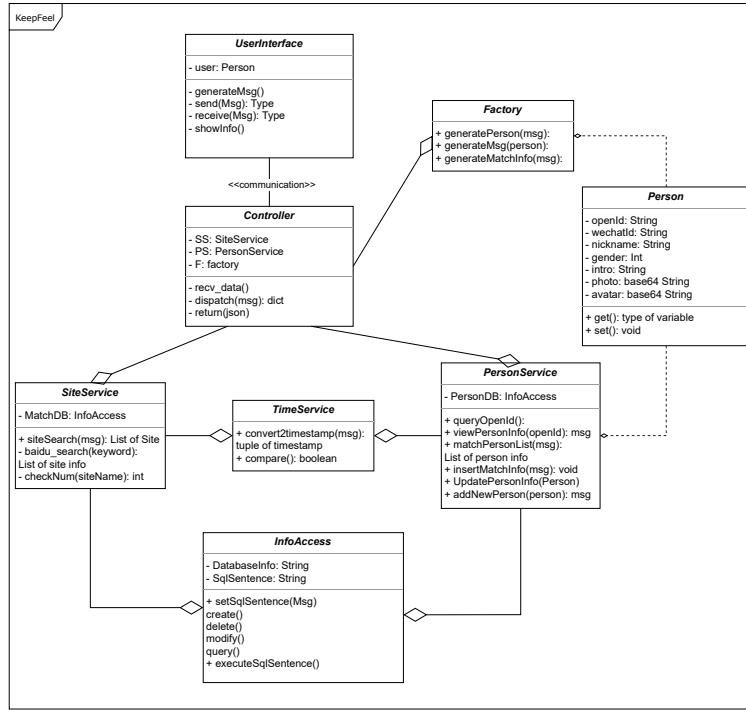 KeepFeel
UserInterface
- user: Person
- generateMsg()
- send(Msg): Type
- receive(Msg): Type
- showInfo()
<<communication>>
Factory
+ generatePerson(msg):
+ generateMsg(person):
+ generateMatchInfo(msg):
Controller
- SS: SiteService
- PS: PersonService
- F: factory
- recv_data()
- dispatch(msg): dict
- return(json)
Person
- openId: String
- wechatId: String
- nickname: String
- gender: Int
- intro: String
- photo: base64 String
- avatar: base64 String
+ get(): type of variable
+ set(): void
SiteService
- MatchDB: InfoAccess
+ siteSearch(msg): List of Site
- baidu_search(keyword):
List of site info
- checkNum(siteName): int
TimeService
+ convert2timestamp(msg):
tuple of timestamp
+ compare(): boolean
PersonService
- PersonDB: InfoAccess
+ queryOpenId():
+ viewPersonInfo(openId): msg
+ matchPersonList(msg):
List of person info
+ insertMatchInfo(msg): void
+ UpdatePersonInfo(Person)
+ addNewPerson(person): msg
InfoAccess
- DatabaseInfo: String
- SqlSentence: String
+ setSqlSentence(Msg)
create()
delete()
modify()
query()
+ executeSqlSentence()